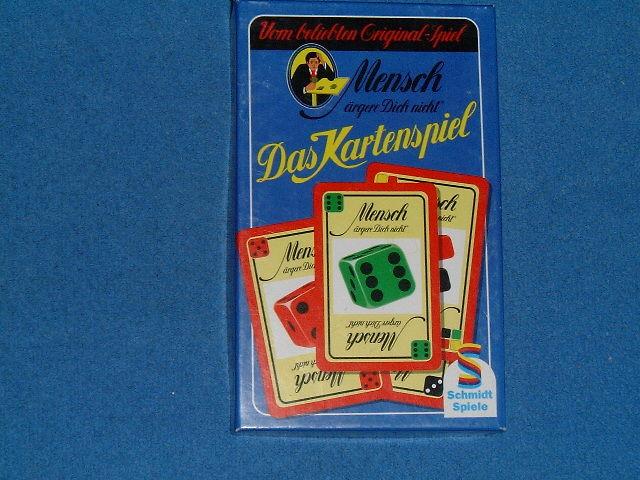 Vom beliebten Original-Spiel
Mensch
ärgere Dich nicht
Das Kartenspiel
Mensch
ärgere Dich nicht
Mensch
ärgere Dich nicht
Mensch
ärgere Dich nicht
Schmidt
Spiele